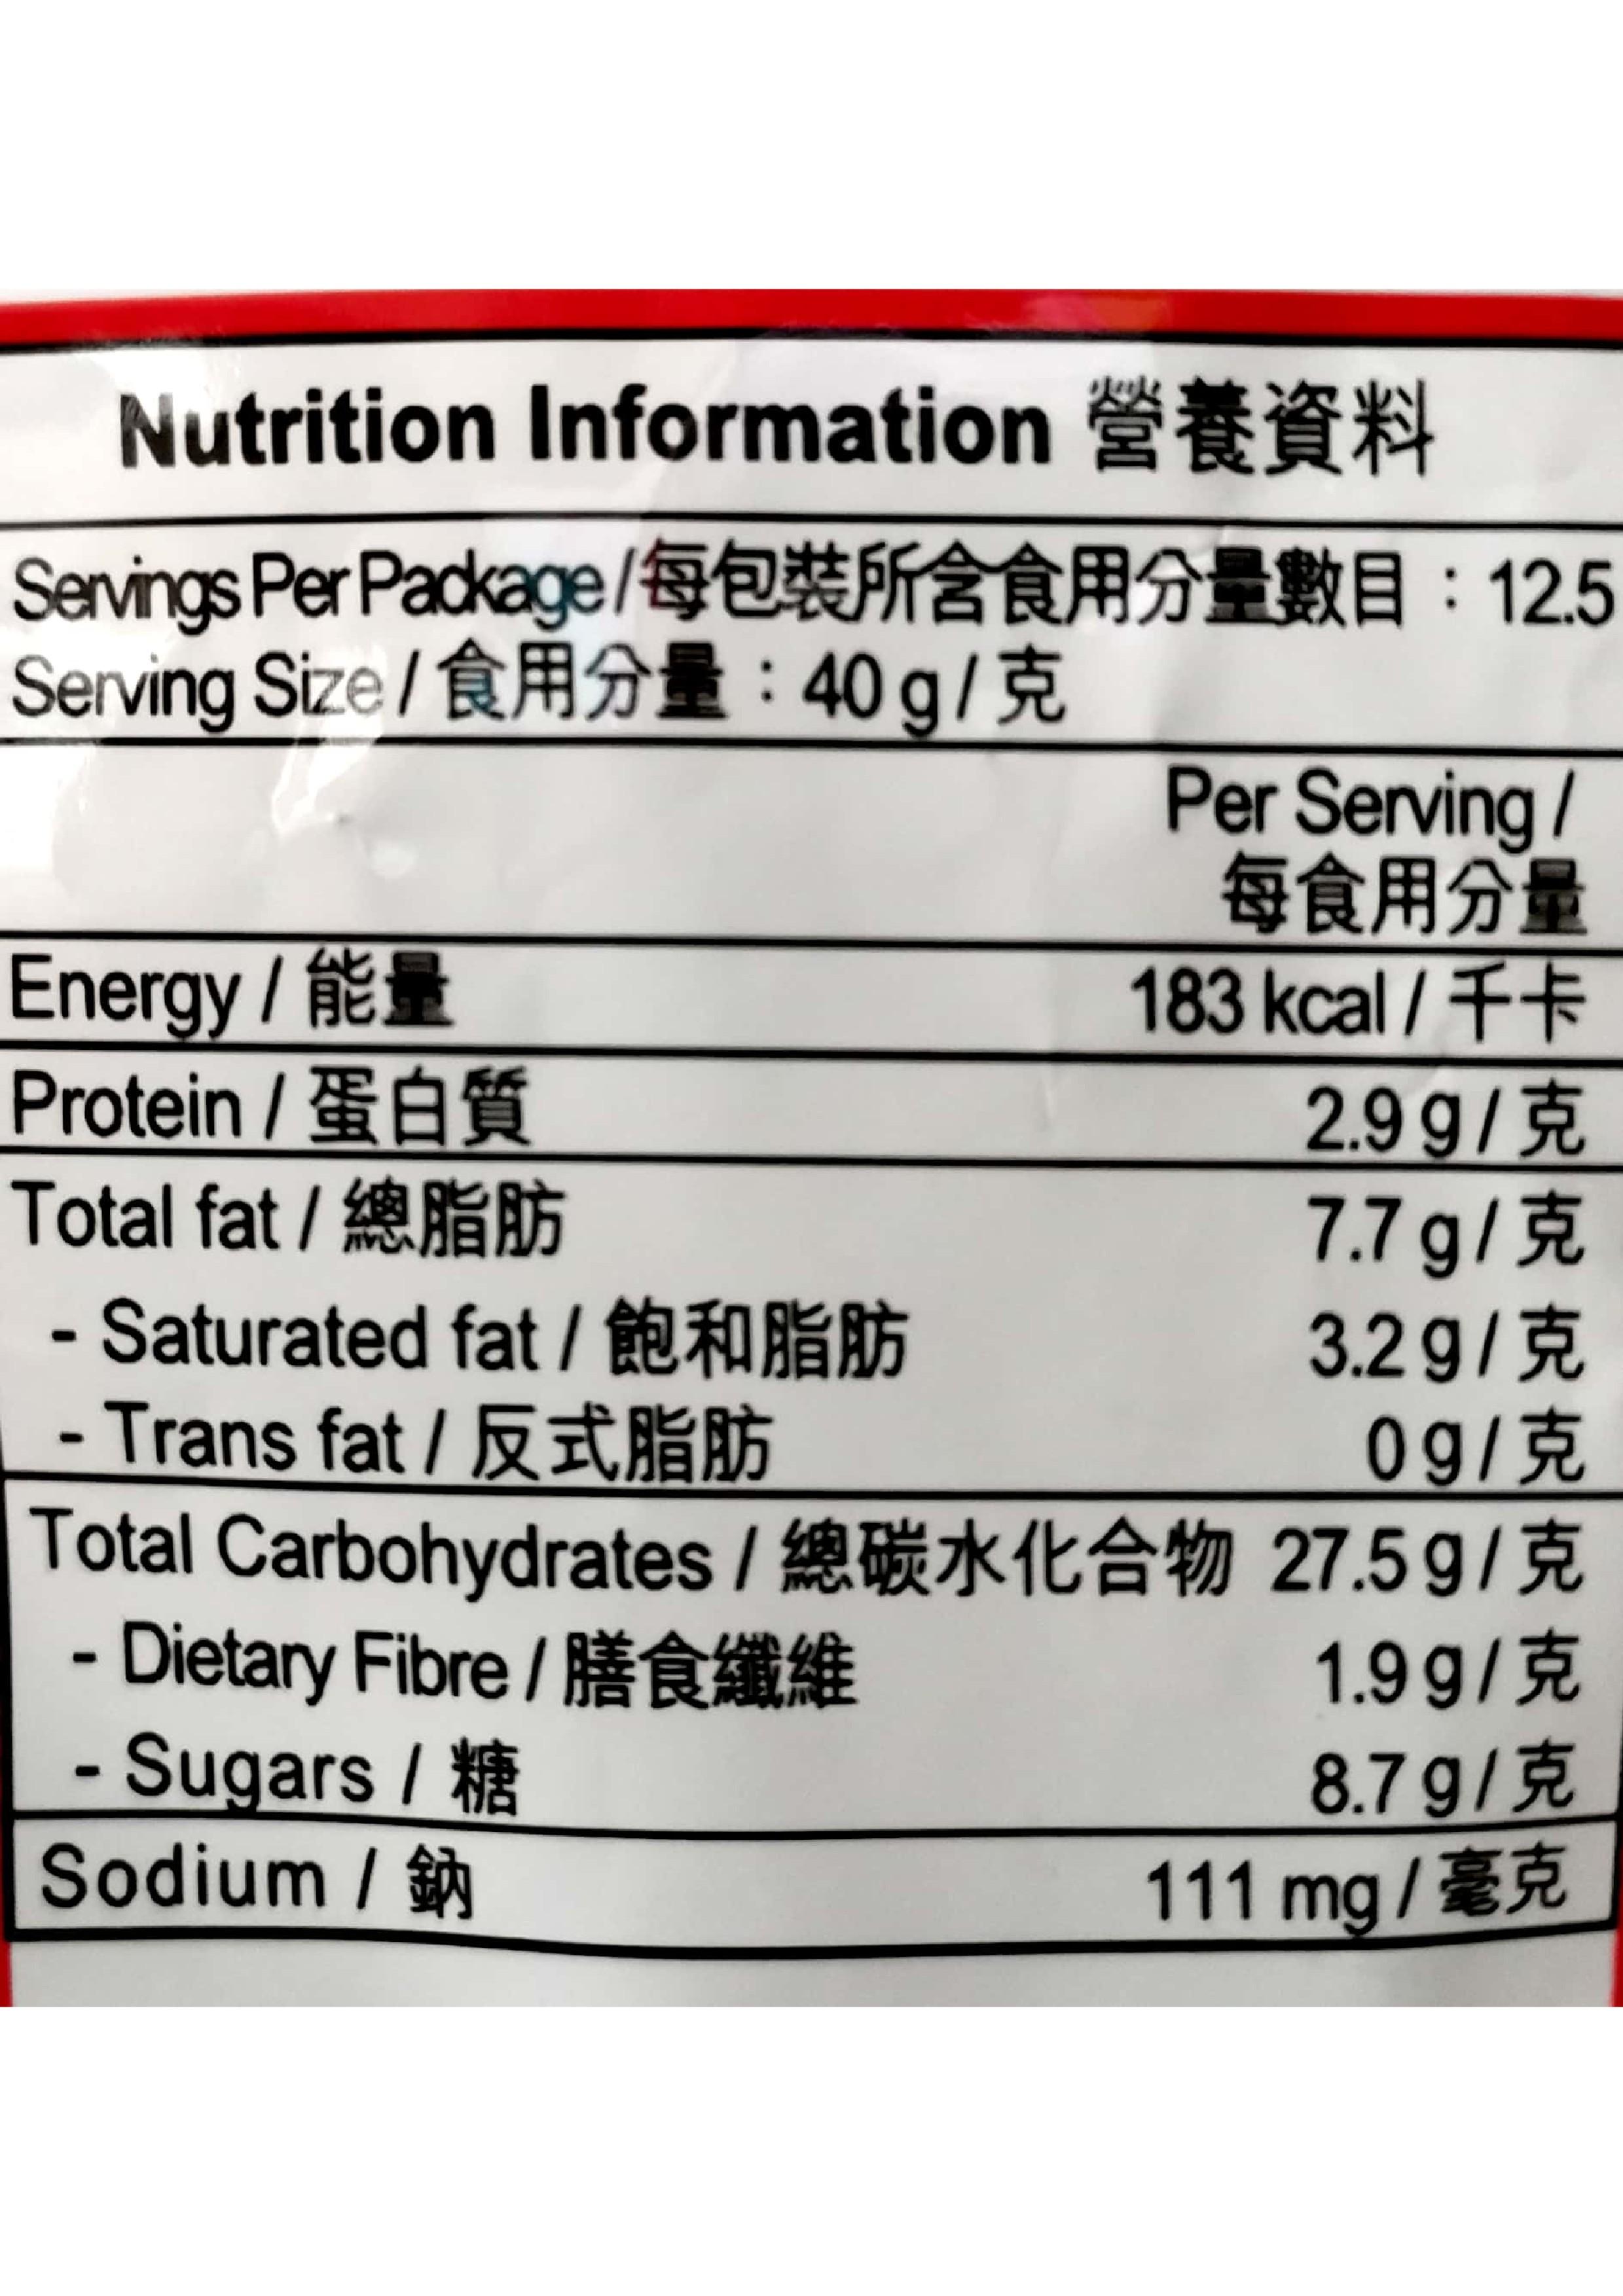 Nutrition Information 營養資料
Servings Per Package / 每包裝所含食用分量數目：12.5
Serving Size / 食用分量：40 g / 克
Per Serving /
每食用分量
Energy / 能量 183 kcal / 千卡
Protein / 蛋白質 2.9 g / 克
Total fat / 總脂肪 7.7 g / 克
- Saturated fat / 飽和脂肪 3.2 g / 克
- Trans fat / 反式脂肪 0 g / 克
Total Carbohydrates / 總碳水化合物 27.5 g / 克
- Dietary Fibre / 膳食纖維 1.9 g / 克
- Sugars / 糖 8.7 g / 克
Sodium / 鈉 111 mg / 毫克